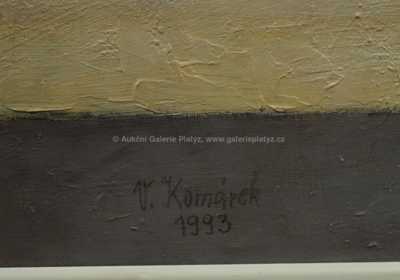 © Aukční Galerie Platýz, www.galerieplatyz.cz
V. Komárek
1993